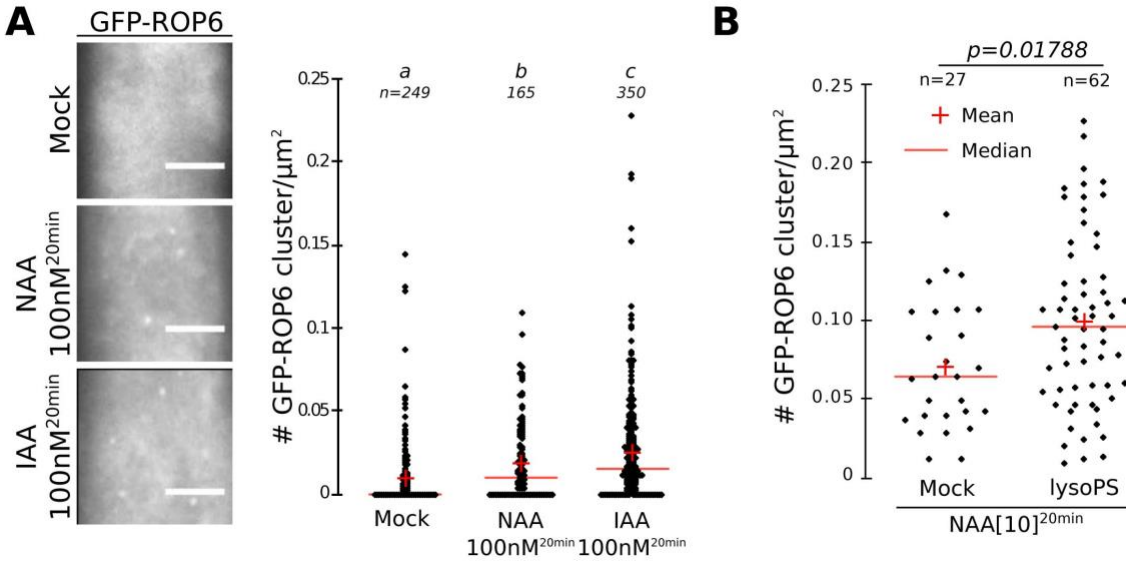 A
GFP-ROP6
Mock
NAA
100nM20min
IAA
100nM20min
# GFP-ROP6 cluster/µm²
0.25
0.2
0.15
0.1
0.05
0
a
b
c
n=249
165
350
Mock
NAA
IAA
100nM20min 100nM20min
B
p=0.01788
n=27
n=62
Mean
Median
# GFP-ROP6 cluster/µm²
0.25
0.20
0.15
0.10
0.05
0
Mock
lysoPS
NAA[10]20min